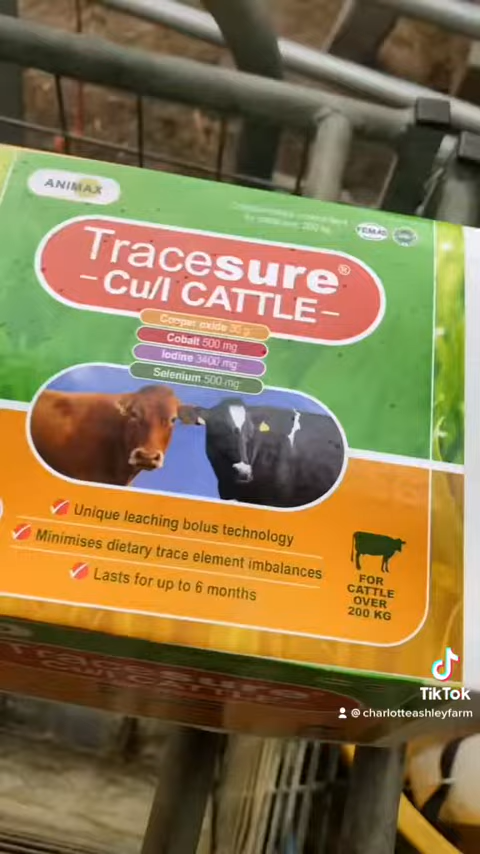 ANIMAX
FEMAS
Tracesure®
– Cu/I CATTLE –
Copper oxide 30 g
Cobalt 500 mg
Iodine 3400 mg
Selenium 500 mg
Unique leaching bolus technology
Minimises dietary trace element imbalances
Lasts for up to 6 months
FOR
CATTLE
OVER
200 KG
TikTok
@ charlotteashleyfarm